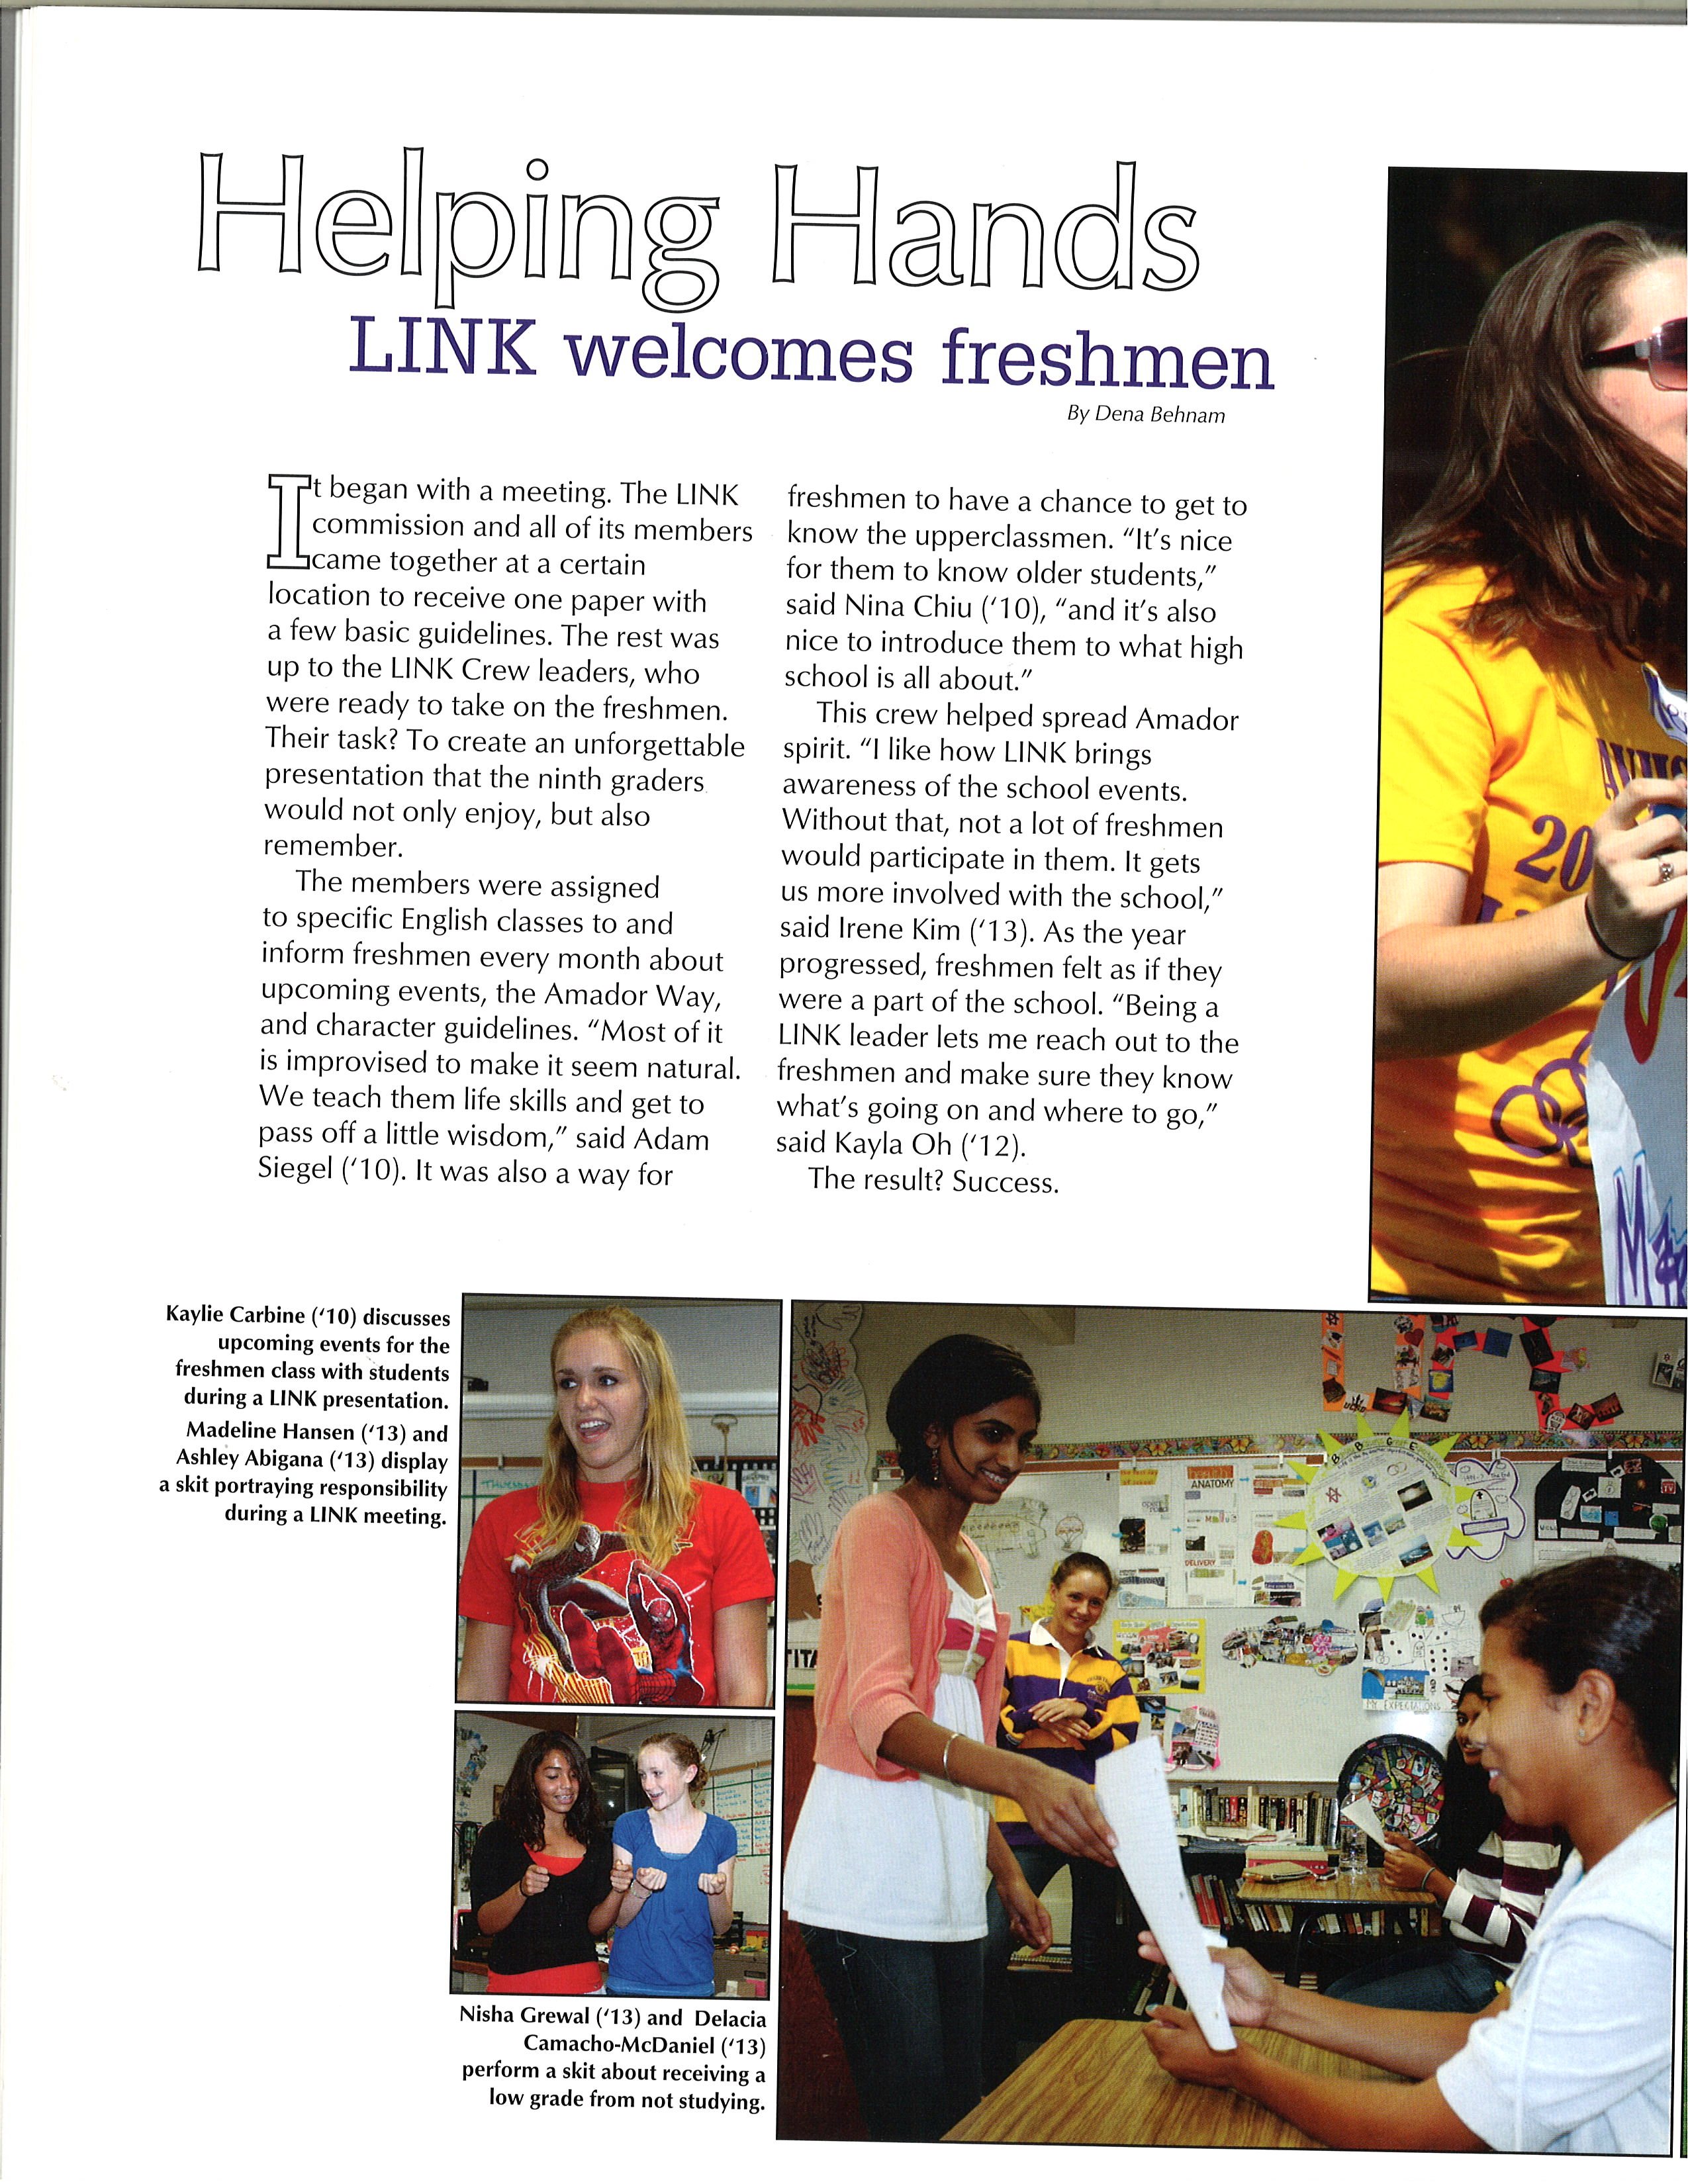 Helping Hands
LINK welcomes freshmen
By Dena Behnam
It began with a meeting. The LINK
commission and all of its members
came together at a certain
location to receive one paper with
a few basic guidelines. The rest was
up to the LINK Crew leaders, who
were ready to take on the freshmen.
Their task? To create an unforgettable
presentation that the ninth graders
would not only enjoy, but also
remember.
The members were assigned
to specific English classes to and
inform freshmen every month about
upcoming events, the Amador Way,
and character guidelines. “Most of it
is improvised to make it seem natural.
We teach them life skills and get to
pass off a little wisdom,” said Adam
Siegel (‘10). It was also a way for
freshmen to have a chance to get to
know the upperclassmen. “It’s nice
for them to know older students,”
said Nina Chiu (‘10), “and it’s also
nice to introduce them to what high
school is all about.”
This crew helped spread Amador
spirit. “I like how LINK brings
awareness of the school events.
Without that, not a lot of freshmen
would participate in them. It gets
us more involved with the school,”
said Irene Kim (‘13). As the year
progressed, freshmen felt as if they
were a part of the school. “Being a
LINK leader lets me reach out to the
freshmen and make sure they know
what’s going on and where to go,”
said Kayla Oh (‘12).
The result? Success.
20
Kaylie Carbine (‘10) discusses
upcoming events for the
freshmen class with students
during a LINK presentation.
Madeline Hansen (‘13) and
Ashley Abigana (‘13) display
a skit portraying responsibility
during a LINK meeting.
ANATOMY
DELIVERY
MY EXPECTATIONS
Nisha Grewal (‘13) and Delacia
Camacho-McDaniel (‘13)
perform a skit about receiving a
low grade from not studying.